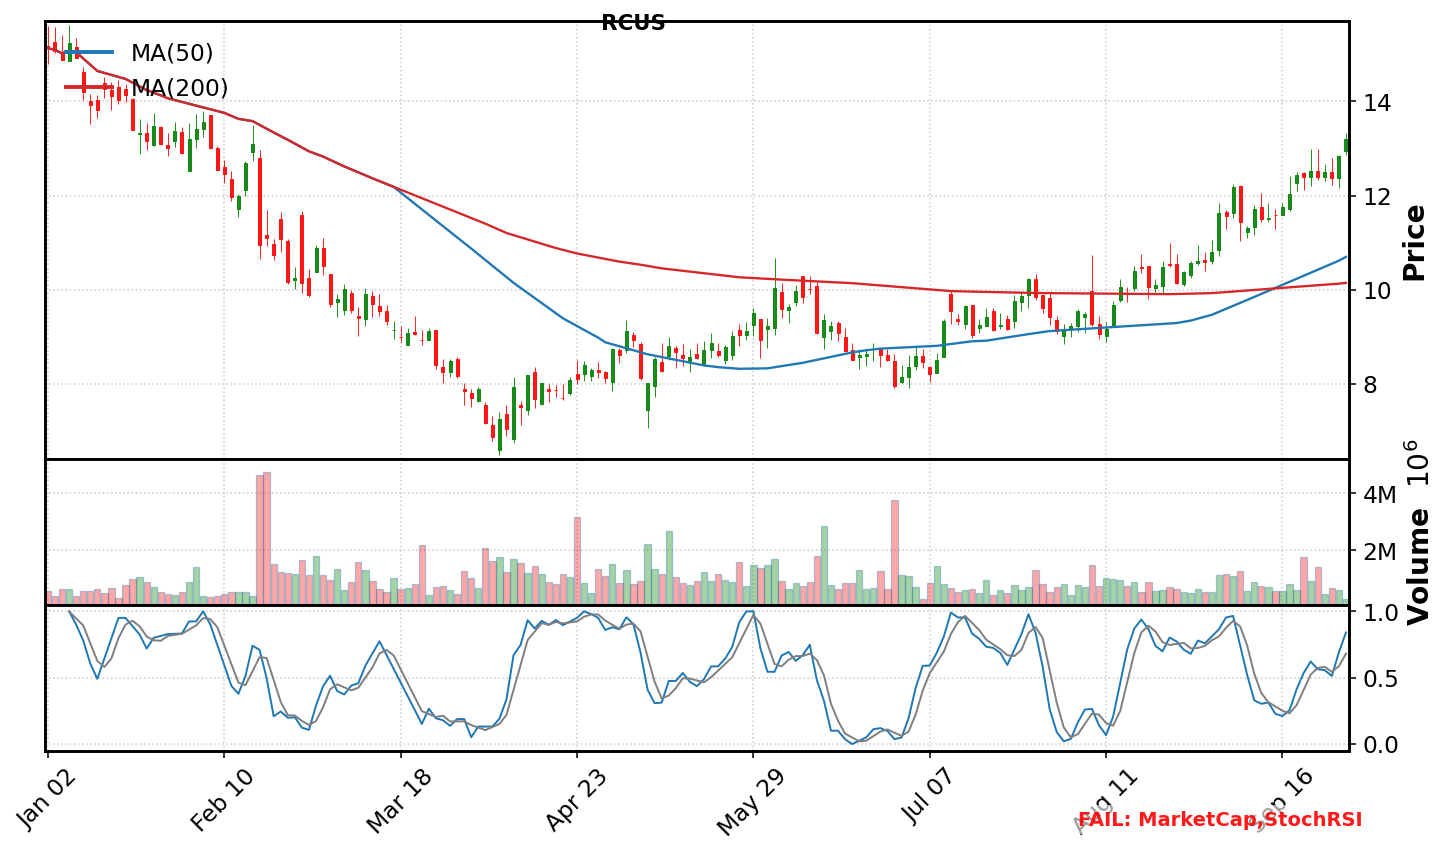 RCUS
MA(50)
MA(200)
14
12
10
8
Price
4M
2M
Volume 10^6
1.0
0.5
0.0
Jan 02
Feb 10
Mar 18
Apr 23
May 29
Jul 07
Aug 11
Sep 16
FAIL: MarketCap,StochRSI